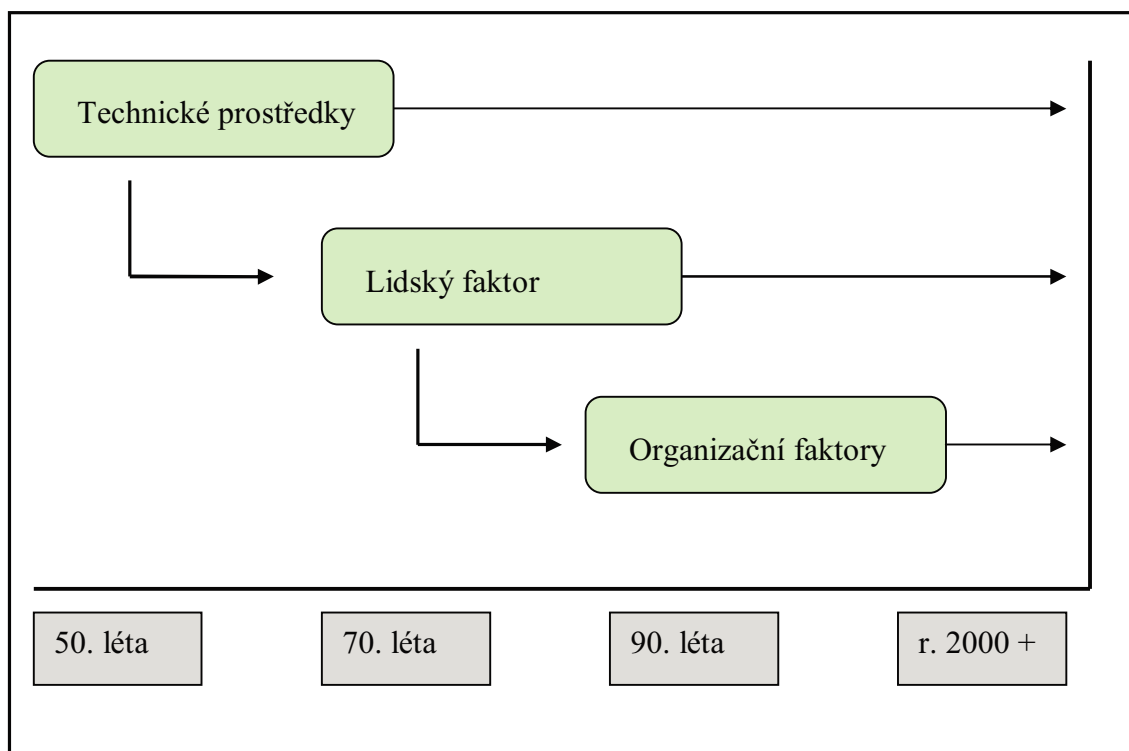 Technické prostředky
Lidský faktor
Organizační faktory
50. léta
70. léta
90. léta
r. 2000 +